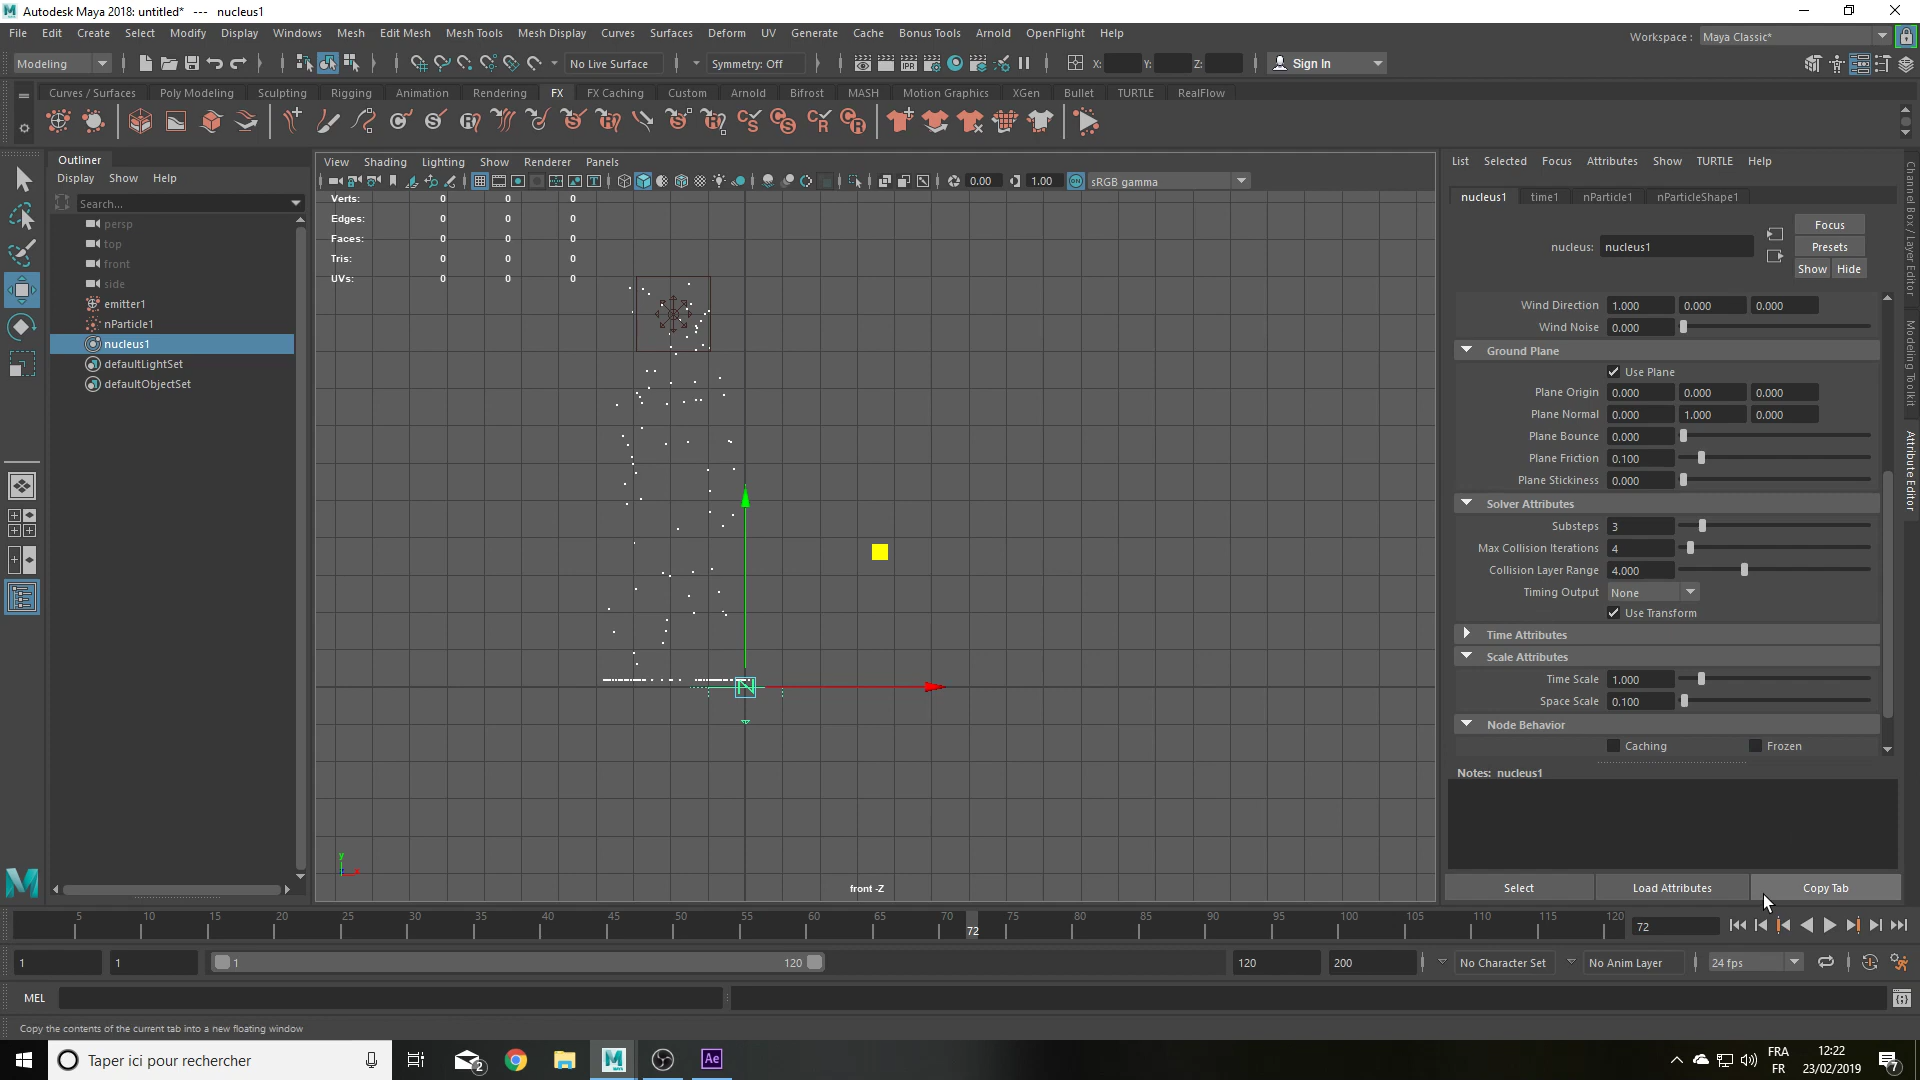 Autodesk Maya 2018: untitled* --- nucleus1
File Edit Create Select Modify Display Windows Mesh Edit Mesh Mesh Tools Mesh Display Curves Surfaces Deform UV Generate Cache Bonus Tools Arnold OpenFlight Help
Workspace : Maya Classic*
Modeling No Live Surface Symmetry: Off X: Y: Z: Sign In
Curves / Surfaces Poly Modeling Sculpting Rigging Animation Rendering FX FX Caching Custom Arnold Bifrost MASH Motion Graphics XGen Bullet TURTLE RealFlow
Outliner
Display Show Help
Search...
persp
top
front
side
emitter1
nParticle1
nucleus1
defaultLightSet
defaultObjectSet
View Shading Lighting Show Renderer Panels
0.00 1.00 sRGB gamma
Verts: 0 0 0
Edges: 0 0 0
Faces: 0 0 0
Tris: 0 0 0
UVs: 0 0 0
N
y
x
front -Z
List Selected Focus Attributes Show TURTLE Help
nucleus1 time1 nParticle1 nParticleShape1
Focus
nucleus: nucleus1 Presets
Show Hide
Wind Direction 1.000 0.000 0.000
Wind Noise 0.000
Ground Plane
Use Plane
Plane Origin 0.000 0.000 0.000
Plane Normal 0.000 1.000 0.000
Plane Bounce 0.000
Plane Friction 0.100
Plane Stickiness 0.000
Solver Attributes
Substeps 3
Max Collision Iterations 4
Collision Layer Range 4.000
Timing Output None
Use Transform
Time Attributes
Scale Attributes
Time Scale 1.000
Space Scale 0.100
Node Behavior
Caching Frozen
Notes: nucleus1
Select Load Attributes Copy Tab
Channel Box / Layer Editor
Modeling Toolkit
Attribute Editor
5 10 15 20 25 30 35 40 45 50 55 60 65 70 75 80 85 90 95 100 105 110 115 120
72 72
1 1 1 120 120 200 No Character Set No Anim Layer 24 fps
MEL
Copy the contents of the current tab into a new floating window
Taper ici pour rechercher
2
Ae
FRA
FR
12:22
23/02/2019
7